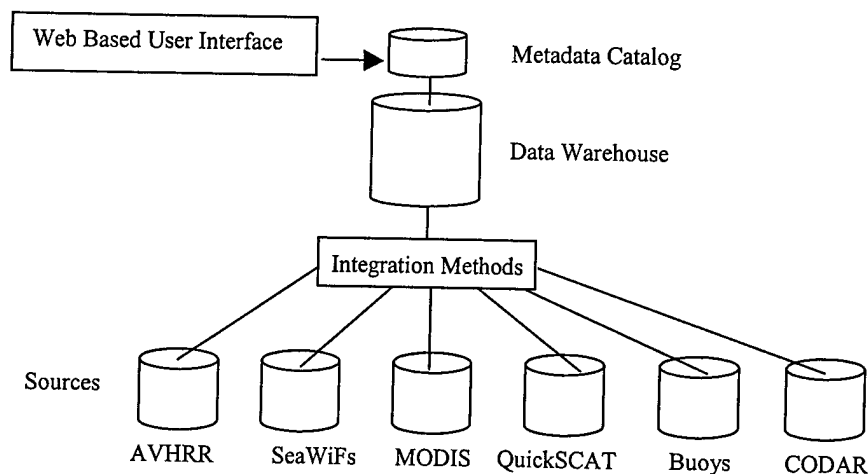 Web Based User Interface
Metadata Catalog
Data Warehouse
Integration Methods
Sources
AVHRR
SeaWiFs
MODIS
QuickSCAT
Buoys
CODAR